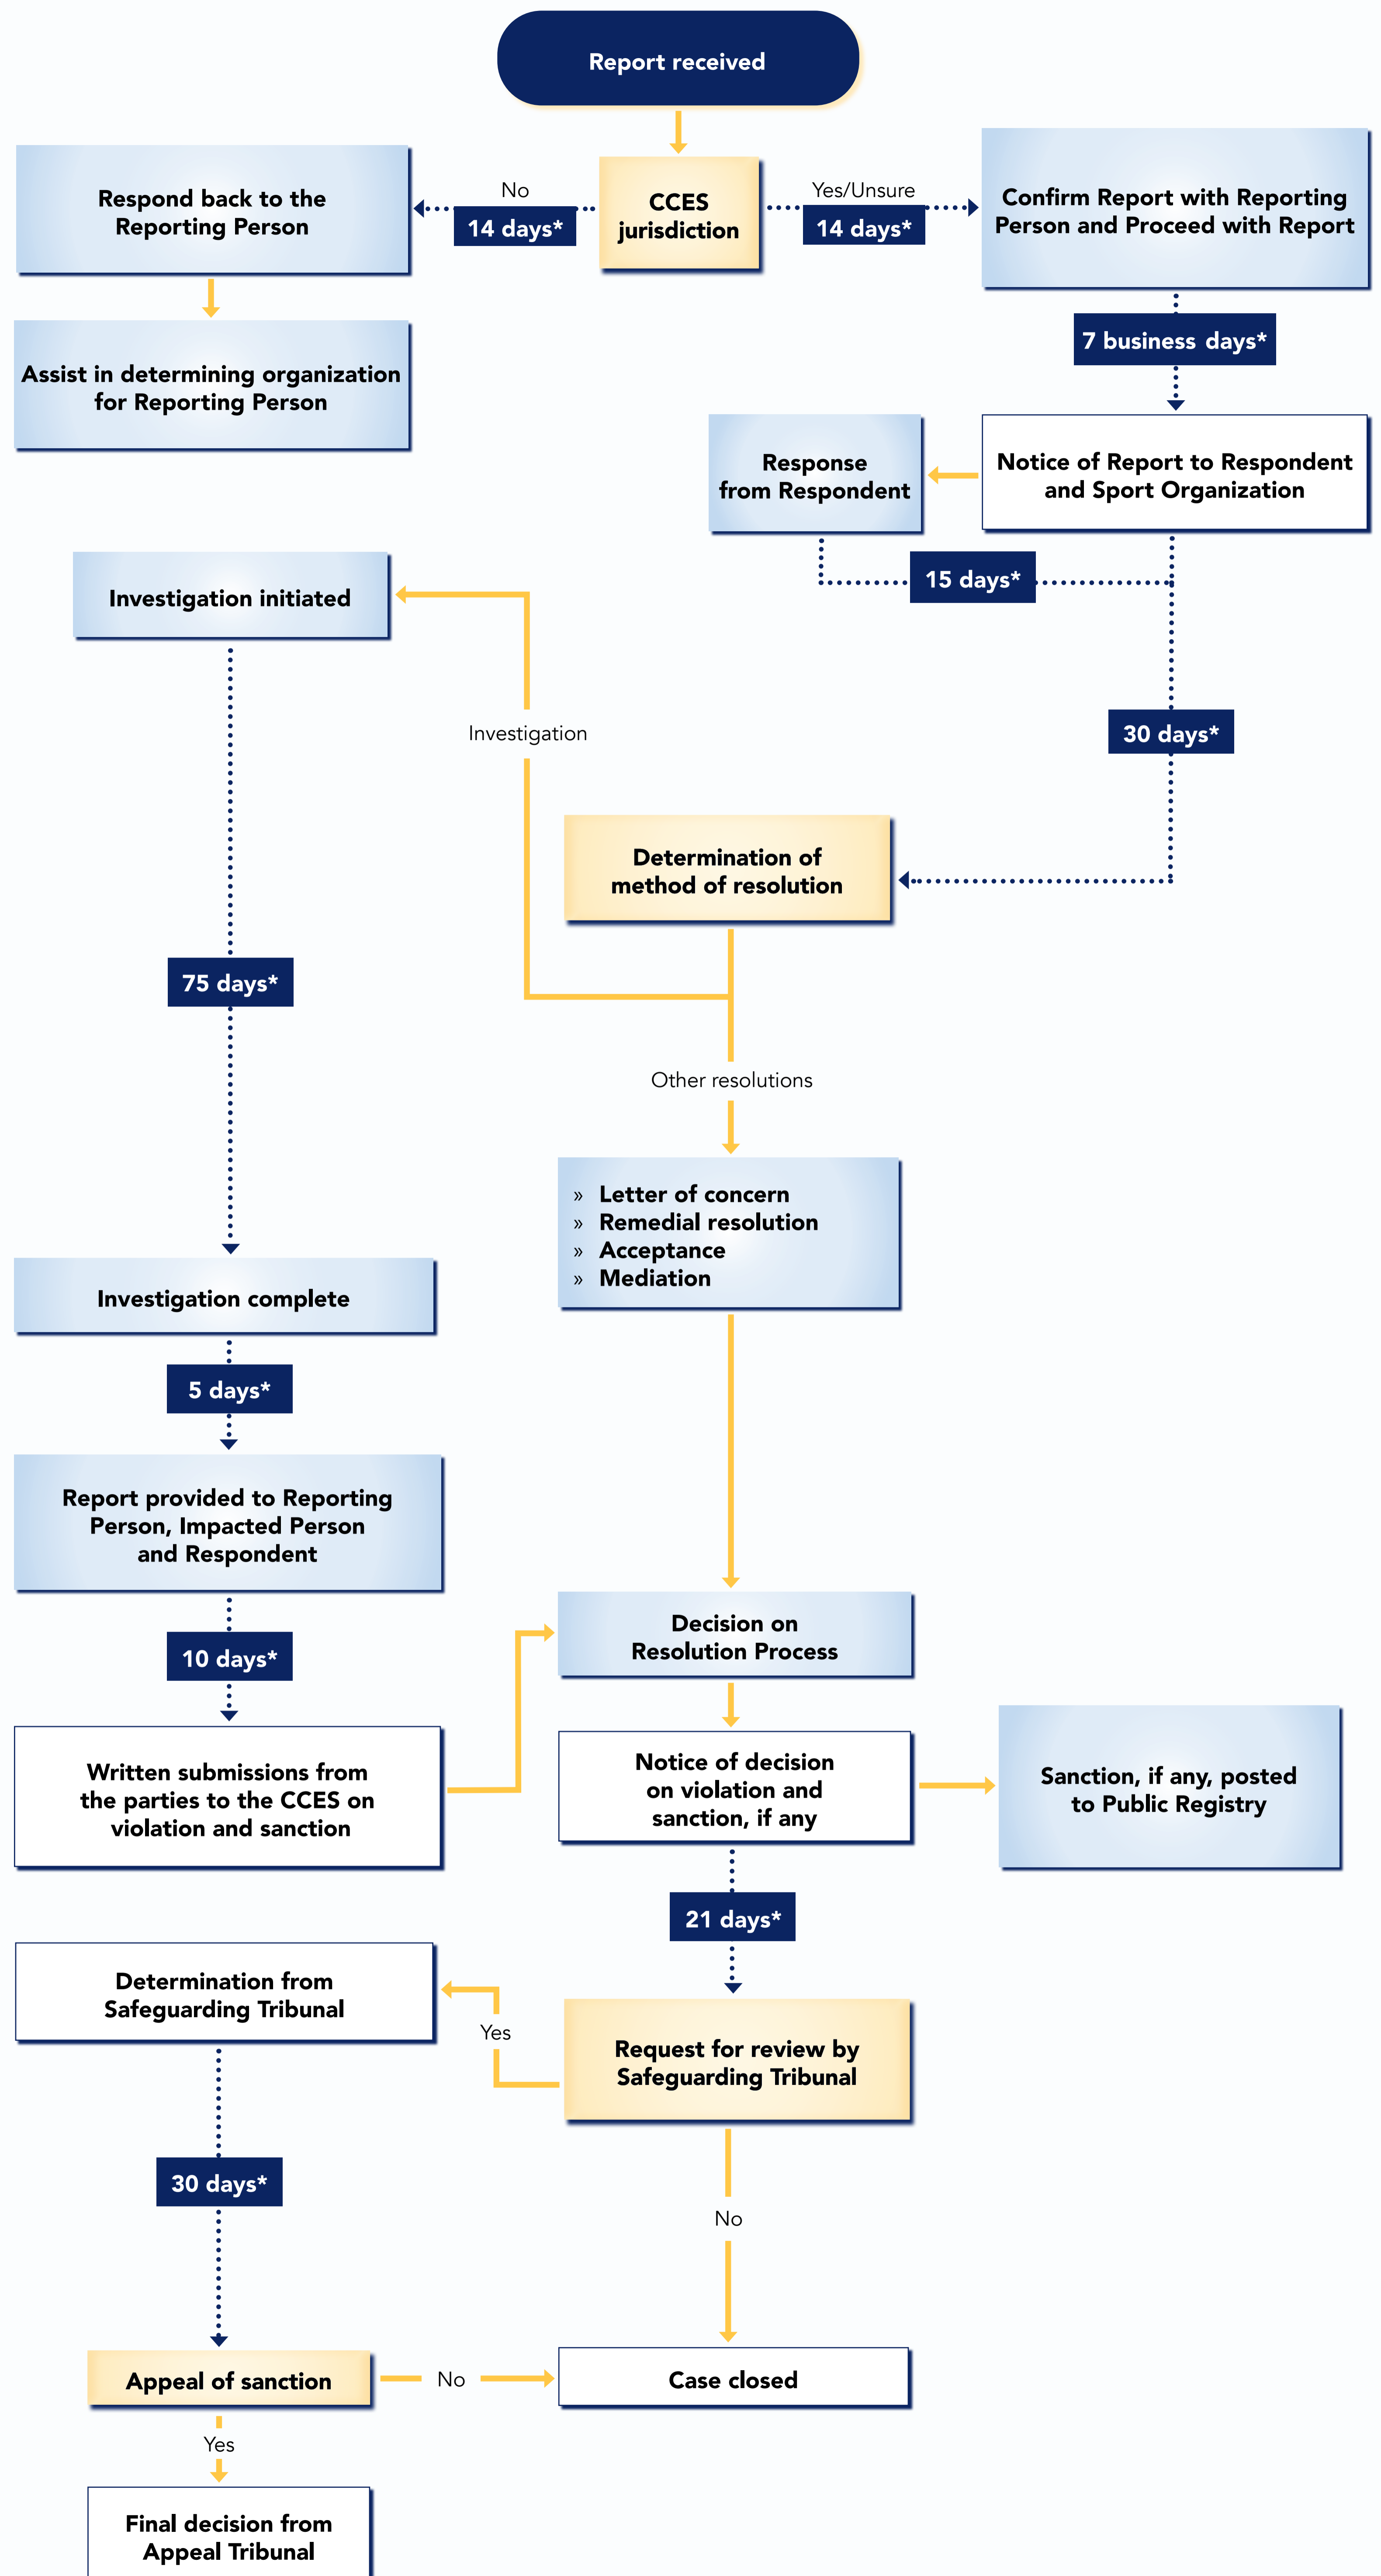 Report received
Respond back to the
Reporting Person
No
14 days*
CCES
jurisdiction
Yes/Unsure
14 days*
Confirm Report with Reporting
Person and Proceed with Report
Assist in determining organization
for Reporting Person
7 business days*
Response
from Respondent
Notice of Report to Respondent
and Sport Organization
15 days*
Investigation initiated
Investigation
30 days*
Determination of
method of resolution
75 days*
Other resolutions
» Letter of concern
» Remedial resolution
» Acceptance
» Mediation
Investigation complete
5 days*
Report provided to Reporting
Person, Impacted Person
and Respondent
10 days*
Decision on
Resolution Process
Written submissions from
the parties to the CCES on
violation and sanction
Notice of decision
on violation and
sanction, if any
Sanction, if any, posted
to Public Registry
21 days*
Determination from
Safeguarding Tribunal
Yes
Request for review by
Safeguarding Tribunal
30 days*
No
Appeal of sanction
No
Case closed
Yes
Final decision from
Appeal Tribunal